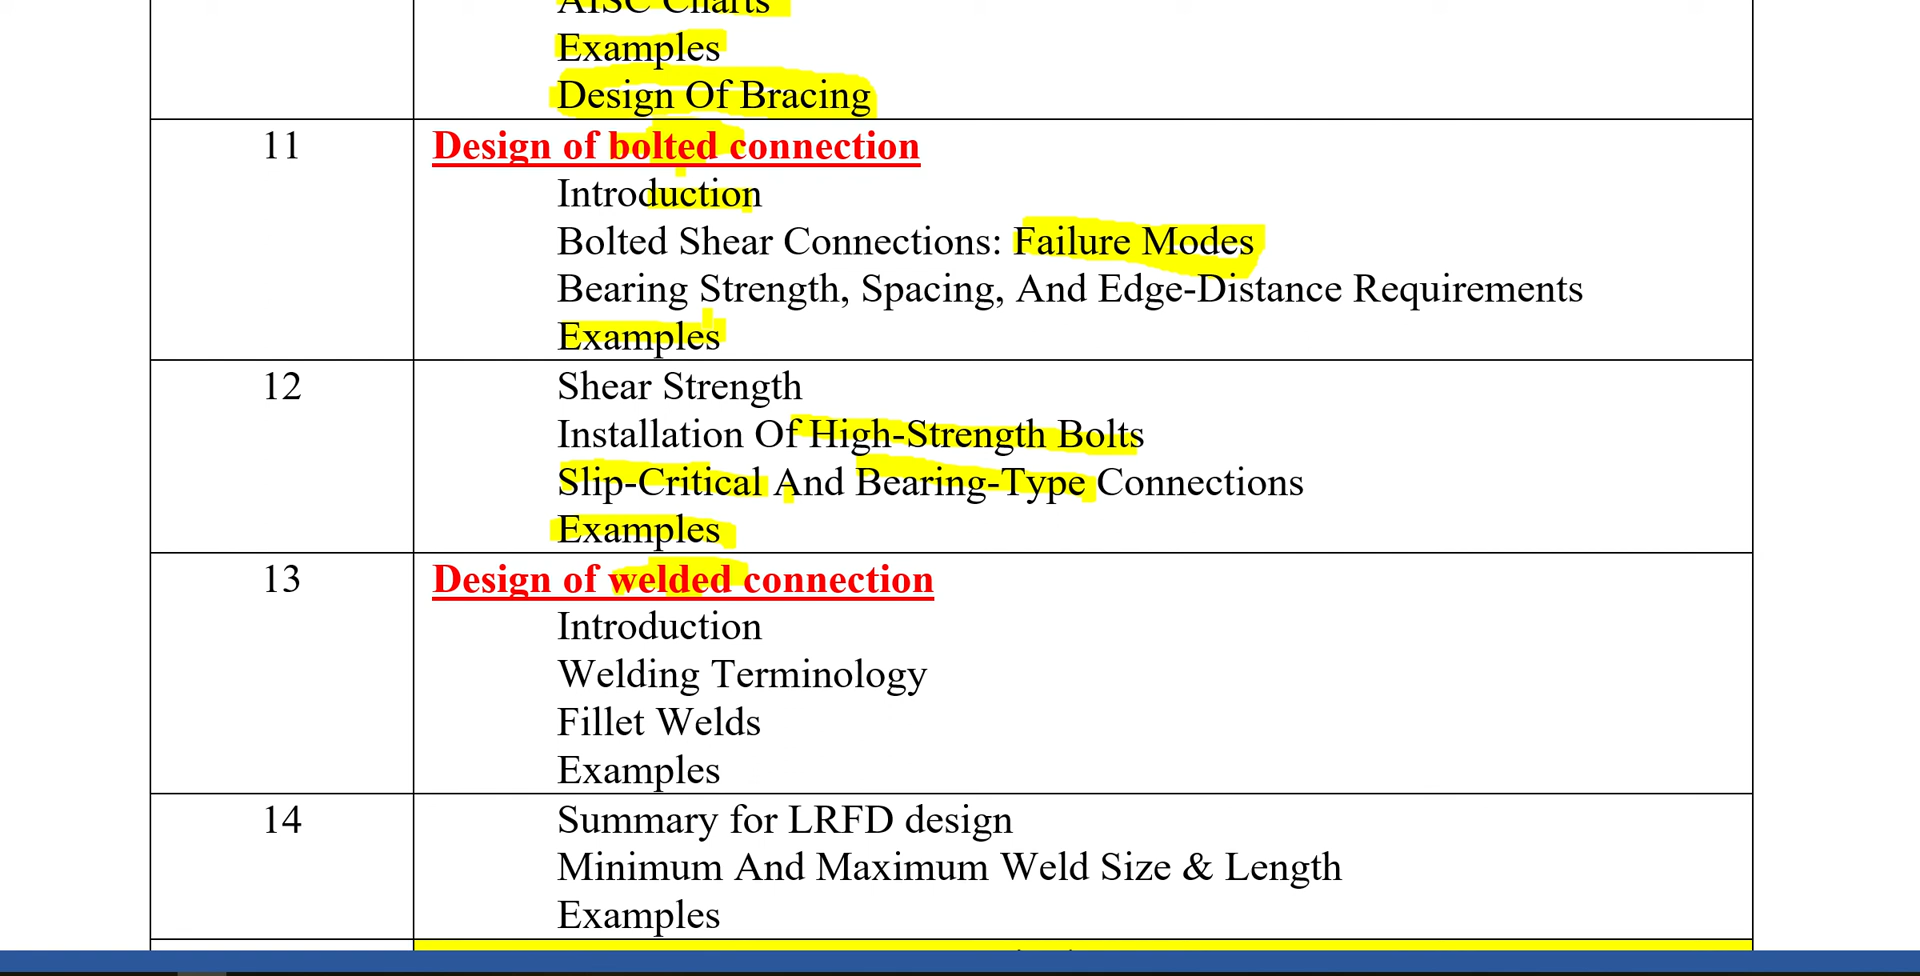 AISC Charts
Examples
Design Of Bracing
11
Design of bolted connection
Introduction
Bolted Shear Connections: Failure Modes
Bearing Strength, Spacing, And Edge-Distance Requirements
Examples
12
Shear Strength
Installation Of High-Strength Bolts
Slip-Critical And Bearing-Type Connections
Examples
13
Design of welded connection
Introduction
Welding Terminology
Fillet Welds
Examples
14
Summary for LRFD design
Minimum And Maximum Weld Size & Length
Examples